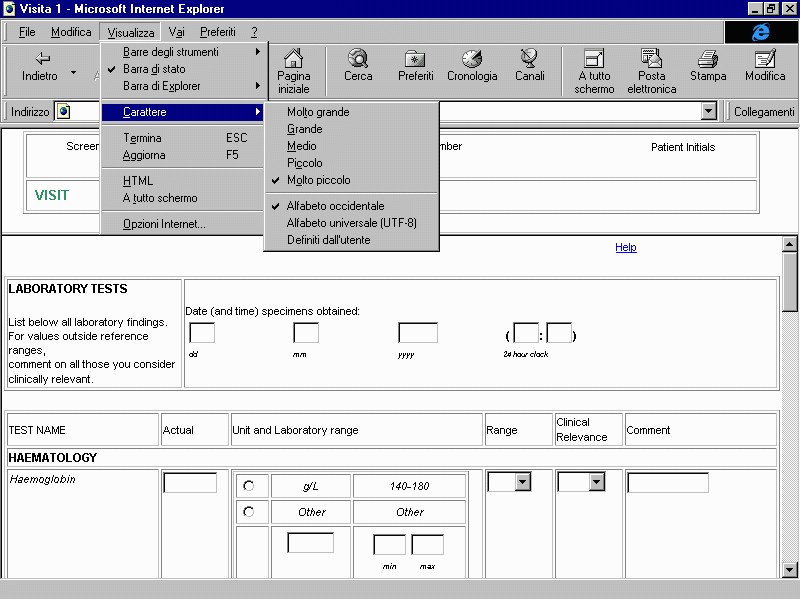 Visita 1 - Microsoft Internet Explorer
File Modifica Visualizza Vai Preferiti ?
Barre degli strumenti
Barra di stato
Barra di Explorer
Carattere
Termina ESC
Aggiorna F5
HTML
A tutto schermo
Opzioni Internet...
Molto grande
Grande
Medio
Piccolo
Molto piccolo
Alfabeto occidentale
Alfabeto universale (UTF-8)
Definiti dall'utente
Indietro
Pagina iniziale
Cerca
Preferiti
Cronologia
Canali
A tutto schermo
Posta elettronica
Stampa
Modifica
Indirizzo
Collegamenti
Patient Initials
VISIT
Help
LABORATORY TESTS
List below all laboratory findings.
For values outside reference
ranges,
comment on all those you consider
clinically relevant.
Date (and time) specimens obtained:
( : )
dd mm yyyy 24 hour clock
TEST NAME Actual Unit and Laboratory range Range Clinical Relevance Comment
HAEMATOLOGY
Haemoglobin
g/L 140-180
Other Other
min max